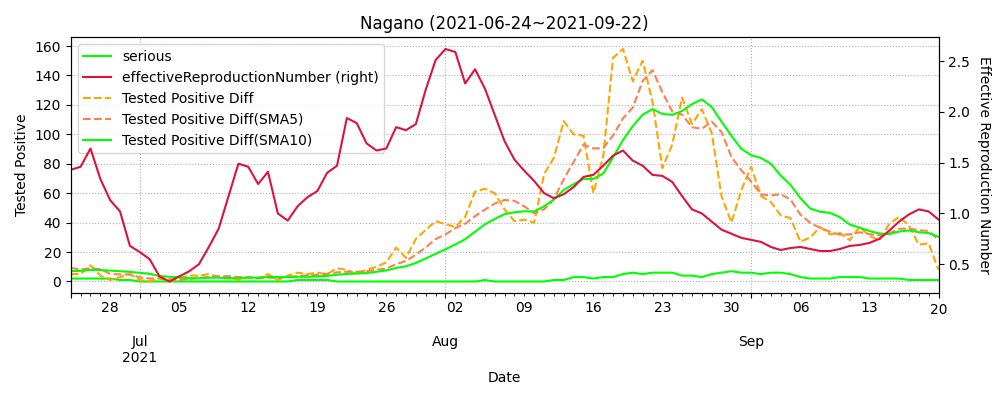 Nagano (2021-06-24~2021-09-22)
serious
effectiveReproductionNumber (right)
Tested Positive Diff
Tested Positive Diff(SMA5)
Tested Positive Diff(SMA10)
Tested Positive
160
140
120
100
80
60
40
20
0
2.5
2.0
1.5
1.0
0.5
Effective Reproduction Number
28 05 12 19 26 02 09 16 23 30 06 13 20
Jul Aug Sep
2021
Date